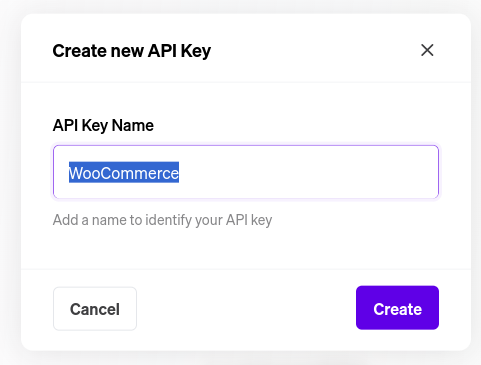 Create new API Key
API Key Name
WooCommerce
Add a name to identify your API key
Cancel
Create